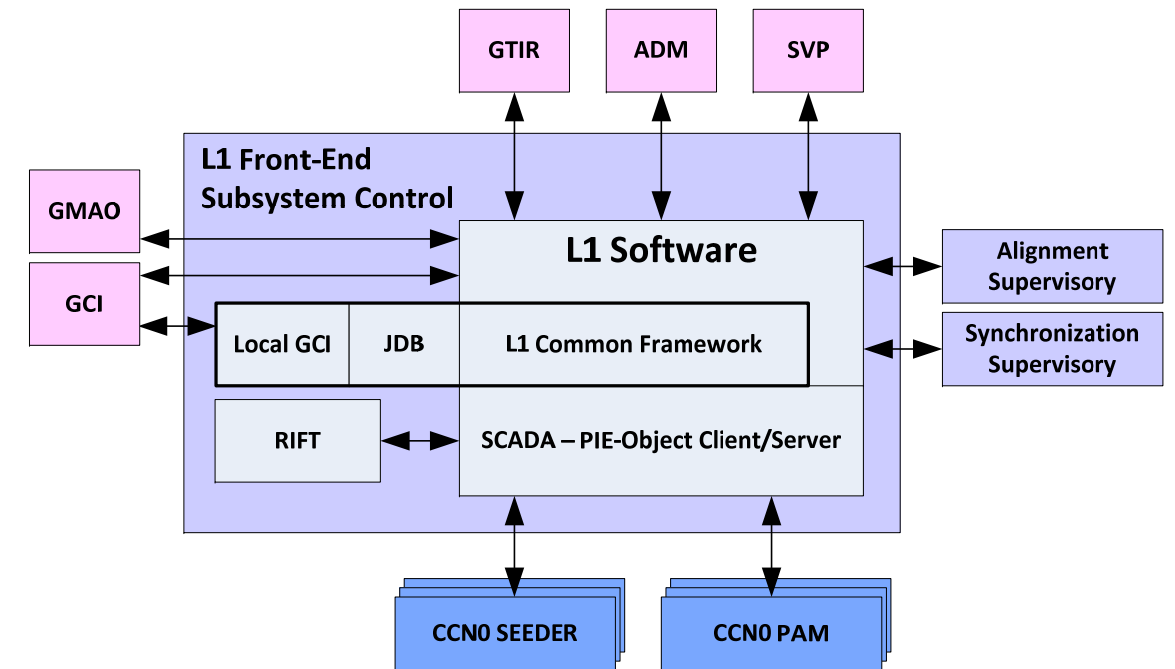 GTIR
ADM
SVP
L1 Front-End
Subsystem Control
GMAO
GCI
L1 Software
Alignment
Supervisory
Synchronization
Supervisory
Local GCI
JDB
L1 Common Framework
RIFT
SCADA – PIE-Object Client/Server
CCN0 SEEDER
CCN0 PAM